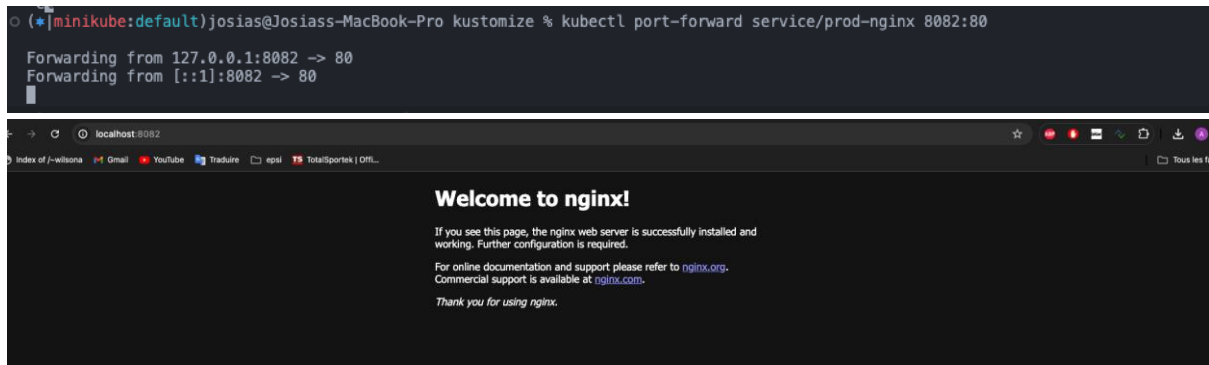 (*|minikube:default)josias@Josiass-MacBook-Pro kustomize % kubectl port-forward service/prod-nginx 8082:80
Forwarding from 127.0.0.1:8082 -> 80
Forwarding from [::1]:8082 -> 80
localhost:8082
Index of /~wilsona Gmail YouTube Traduire epsi TS TotalSportek | Offi... Tous les f
Welcome to nginx!
If you see this page, the nginx web server is successfully installed and
working. Further configuration is required.
For online documentation and support please refer to nginx.org.
Commercial support is available at nginx.com.
Thank you for using nginx.